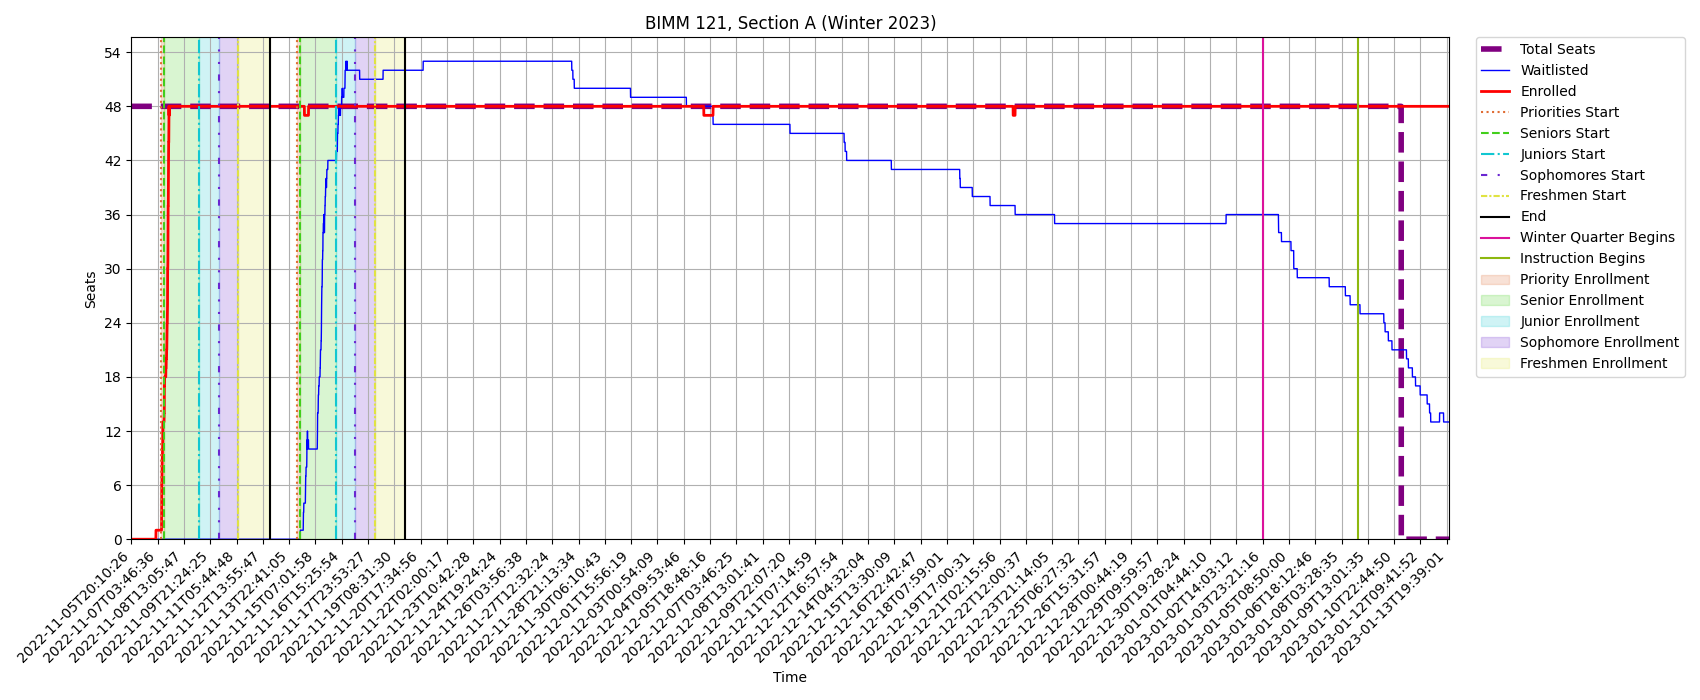 BIMM 121, Section A (Winter 2023)
Seats
54
48
42
36
30
24
18
12
6
0
2022-11-05T20:10:26
2022-11-07T03:46:36
2022-11-08T13:05:47
2022-11-09T21:24:25
2022-11-11T05:44:48
2022-11-12T13:55:47
2022-11-13T22:41:05
2022-11-15T07:01:58
2022-11-16T15:25:54
2022-11-17T23:53:27
2022-11-19T08:31:30
2022-11-20T17:34:56
2022-11-22T02:00:17
2022-11-23T10:42:28
2022-11-24T19:24:24
2022-11-26T03:56:38
2022-11-27T12:32:24
2022-11-28T21:13:34
2022-11-30T06:10:43
2022-12-01T15:56:19
2022-12-03T00:54:09
2022-12-04T09:53:46
2022-12-05T18:48:16
2022-12-07T03:46:25
2022-12-08T13:01:41
2022-12-09T22:07:20
2022-12-11T07:14:59
2022-12-12T16:57:54
2022-12-14T04:32:04
2022-12-15T13:30:09
2022-12-16T22:42:47
2022-12-18T07:59:01
2022-12-19T17:00:31
2022-12-21T02:15:56
2022-12-22T12:00:37
2022-12-23T21:14:05
2022-12-25T06:27:32
2022-12-26T15:31:57
2022-12-28T00:44:19
2022-12-29T09:59:57
2022-12-30T19:28:24
2023-01-01T04:44:10
2023-01-02T14:03:12
2023-01-03T23:21:16
2023-01-05T08:50:00
2023-01-06T18:12:46
2023-01-08T03:28:35
2023-01-09T13:01:35
2023-01-10T22:44:50
2023-01-12T09:41:52
2023-01-13T19:39:01
Time
Total Seats
Waitlisted
Enrolled
Priorities Start
Seniors Start
Juniors Start
Sophomores Start
Freshmen Start
End
Winter Quarter Begins
Instruction Begins
Priority Enrollment
Senior Enrollment
Junior Enrollment
Sophomore Enrollment
Freshmen Enrollment